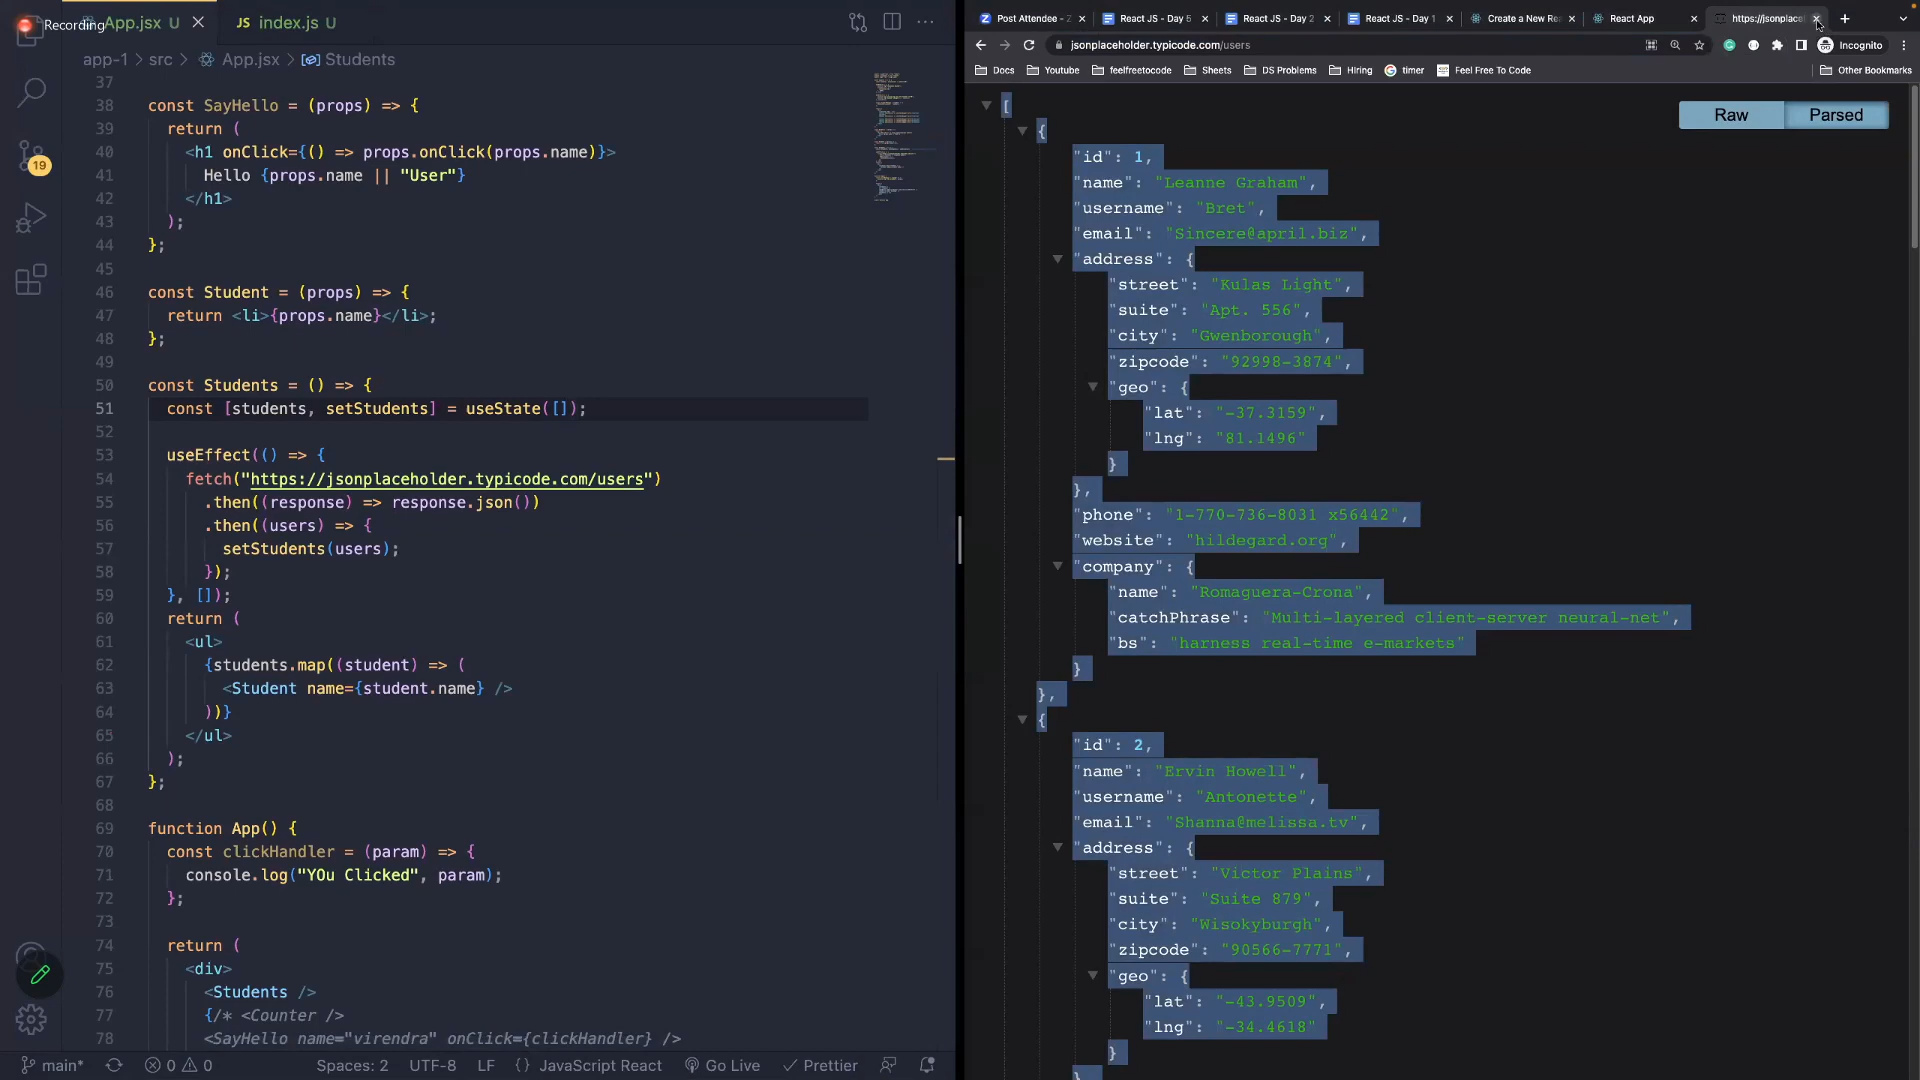 Recording
App.jsx U
JS index.js U
app-1 > src > App.jsx > Students
19
37
38 const SayHello = (props) => {
39 return (
40 <h1 onClick={() => props.onClick(props.name)}>
41 Hello {props.name || "User"}
42 </h1>
43 );
44 };
45
46 const Student = (props) => {
47 return <li>{props.name}</li>;
48 };
49
50 const Students = () => {
51 const [students, setStudents] = useState([]);
52
53 useEffect(() => {
54 fetch("https://jsonplaceholder.typicode.com/users")
55 .then((response) => response.json())
56 .then((users) => {
57 setStudents(users);
58 });
59 }, []);
60 return (
61 <ul>
62 {students.map((student) => (
63 <Student name={student.name} />
64 ))}
65 </ul>
66 );
67 };
68
69 function App() {
70 const clickHandler = (param) => {
71 console.log("YOu Clicked", param);
72 };
73
74 return (
75 <div>
76 <Students />
77 {/* <Counter />
78 <SayHello name="virendra" onClick={clickHandler} />
main* 0 0 Spaces: 2 UTF-8 LF {} JavaScript React Go Live Prettier
Post Attendee - Z
React JS - Day 5
React JS - Day 2
React JS - Day 1
Create a New Rea
React App
https://jsonplacel
jsonplaceholder.typicode.com/users
Incognito
Docs Youtube feelfreetocode Sheets DS Problems Hiring timer Feel Free To Code Other Bookmarks
Raw Parsed
[
{
"id": 1,
"name": "Leanne Graham",
"username": "Bret",
"email": "Sincere@april.biz",
"address": {
"street": "Kulas Light",
"suite": "Apt. 556",
"city": "Gwenborough",
"zipcode": "92998-3874",
"geo": {
"lat": "-37.3159",
"lng": "81.1496"
}
},
"phone": "1-770-736-8031 x56442",
"website": "hildegard.org",
"company": {
"name": "Romaguera-Crona",
"catchPhrase": "Multi-layered client-server neural-net",
"bs": "harness real-time e-markets"
}
},
{
"id": 2,
"name": "Ervin Howell",
"username": "Antonette",
"email": "Shanna@melissa.tv",
"address": {
"street": "Victor Plains",
"suite": "Suite 879",
"city": "Wisokyburgh",
"zipcode": "90566-7771",
"geo": {
"lat": "-43.9509",
"lng": "-34.4618"
}
}